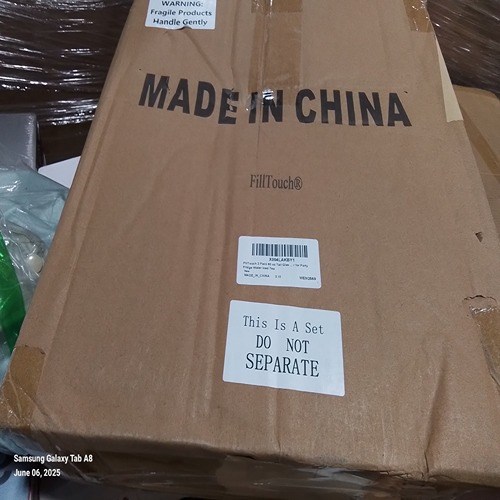 WARNING:
Fragile Products
Handle Gently
MADE IN CHINA
FillTouch®
This Is A Set
DO NOT
SEPARATE
Samsung Galaxy Tab A8
June 06, 2025